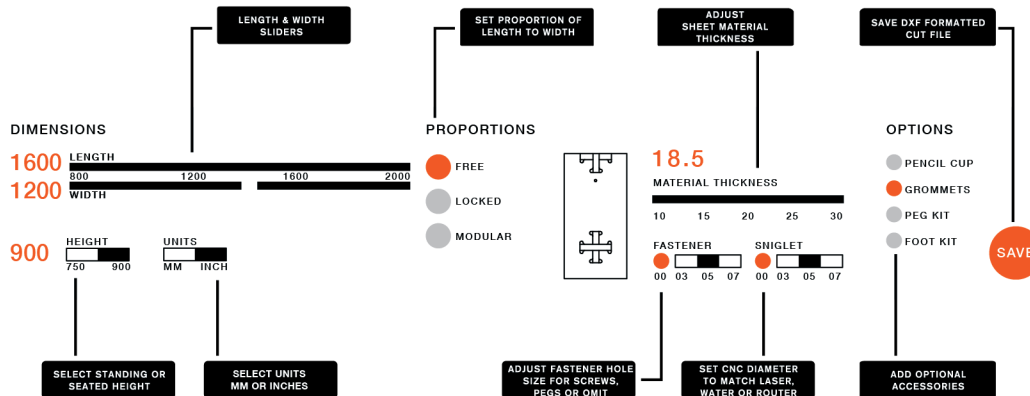 LENGTH & WIDTH
SLIDERS
SET PROPORTION OF
LENGTH TO WIDTH
ADJUST
SHEET MATERIAL
THICKNESS
SAVE DXF FORMATTED
CUT FILE
DIMENSIONS
1600 LENGTH
800 1200 1600 2000
1200 WIDTH
900 HEIGHT
750 900
UNITS
MM INCH
PROPORTIONS
FREE
LOCKED
MODULAR
18.5
MATERIAL THICKNESS
10 15 20 25 30
FASTENER
00 03 05 07
SNIGLET
00 03 05 07
OPTIONS
PENCIL CUP
GROMMETS
PEG KIT
FOOT KIT
SAVE
SELECT STANDING OR
SEATED HEIGHT
SELECT UNITS
MM OR INCHES
ADJUST FASTENER HOLE
SIZE FOR SCREWS,
PEGS OR OMIT
SET CNC DIAMETER
TO MATCH LASER,
WATER OR ROUTER
ADD OPTIONAL
ACCESSORIES